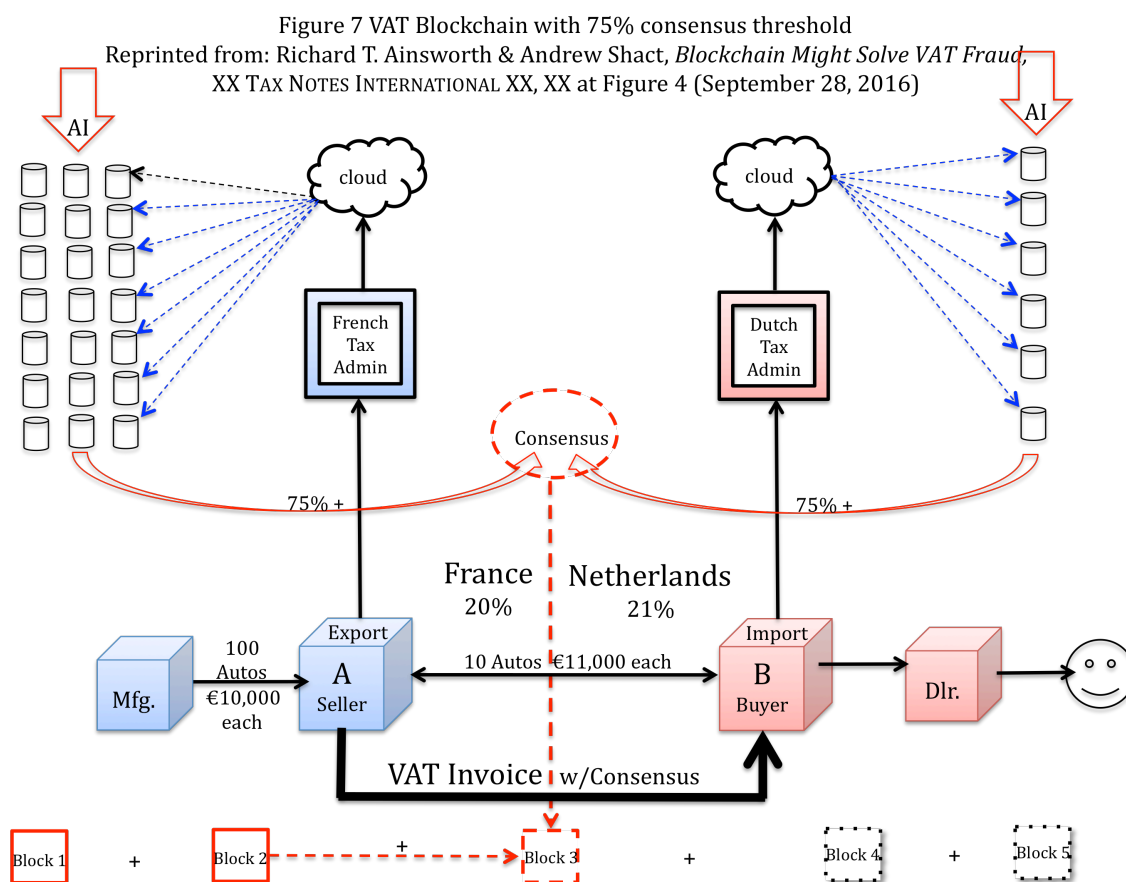 Figure 7 VAT Blockchain with 75% consensus threshold
Reprinted from: Richard T. Ainsworth & Andrew Shact, Blockchain Might Solve VAT Fraud,
XX TAX NOTES INTERNATIONAL XX, XX at Figure 4 (September 28, 2016)
AI
AI
cloud
cloud
French
Tax
Admin
Dutch
Tax
Admin
Consensus
75% +
75% +
France
20%
Netherlands
21%
Export
Import
100
Autos
€10,000
each
10 Autos €11,000 each
Mfg.
A
Seller
B
Buyer
Dlr.
VAT Invoice w/Consensus
Block 1
+
Block 2
+
Block 3
+
Block 4
+
Block 5